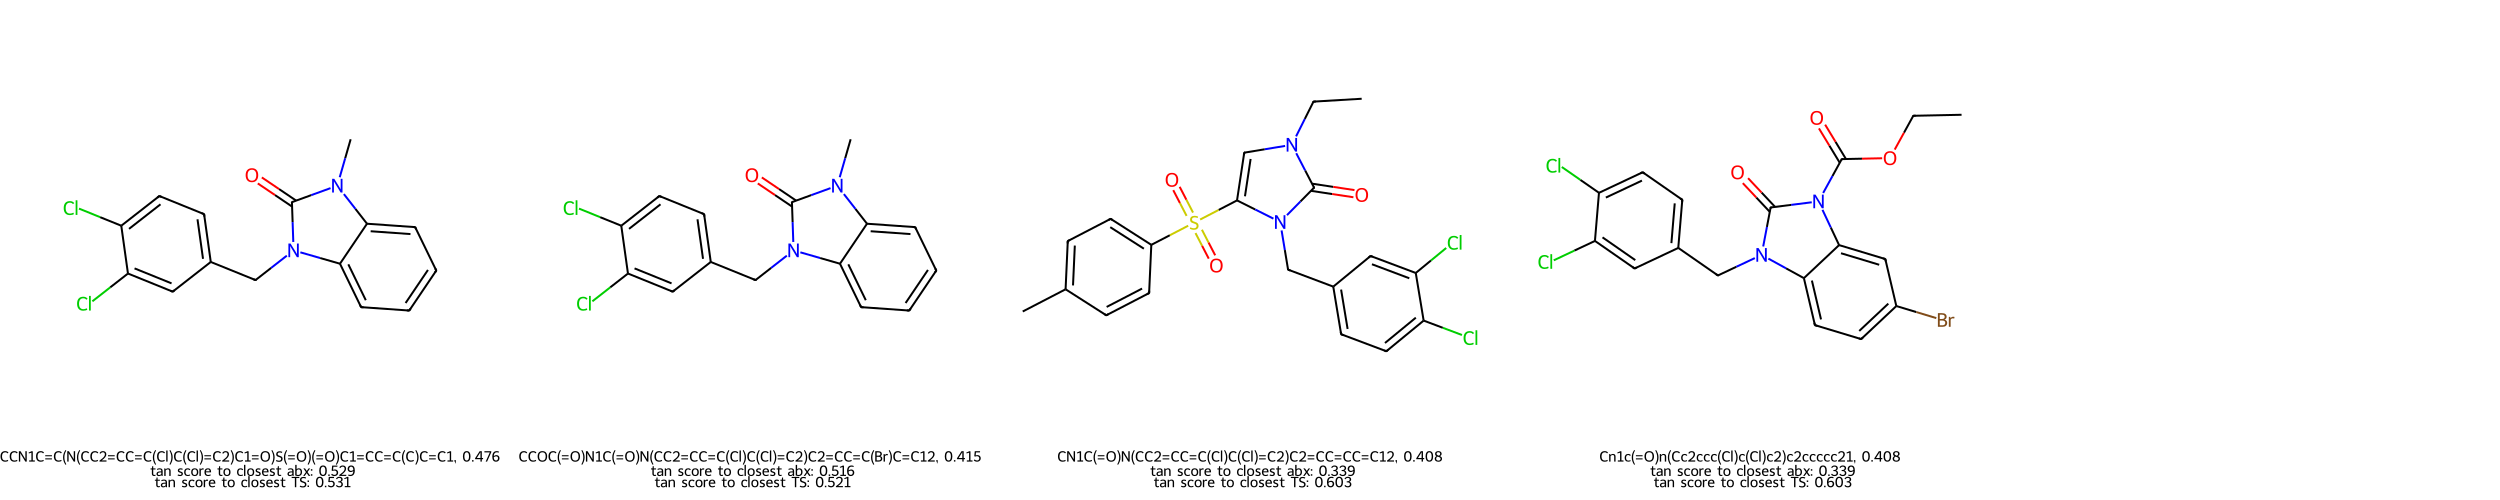 O N Cl N Cl
O N Cl N Cl
N O O N S O Cl Cl
O O Cl O N Cl N Br
CCN1C=C(N(CC2=CC=C(Cl)C(Cl)=C2)C1=O)S(=O)(=O)C1=CC=C(C)C=C1, 0.476
tan score to closest abx: 0.529
tan score to closest TS: 0.531
CCOC(=O)N1C(=O)N(CC2=CC=C(Cl)C(Cl)=C2)C2=CC=C(Br)C=C12, 0.415
tan score to closest abx: 0.516
tan score to closest TS: 0.521
CN1C(=O)N(CC2=CC=C(Cl)C(Cl)=C2)C2=CC=CC=C12, 0.408
tan score to closest abx: 0.339
tan score to closest TS: 0.603
Cn1c(=O)n(Cc2ccc(Cl)c(Cl)c2)c2ccccc21, 0.408
tan score to closest abx: 0.339
tan score to closest TS: 0.603